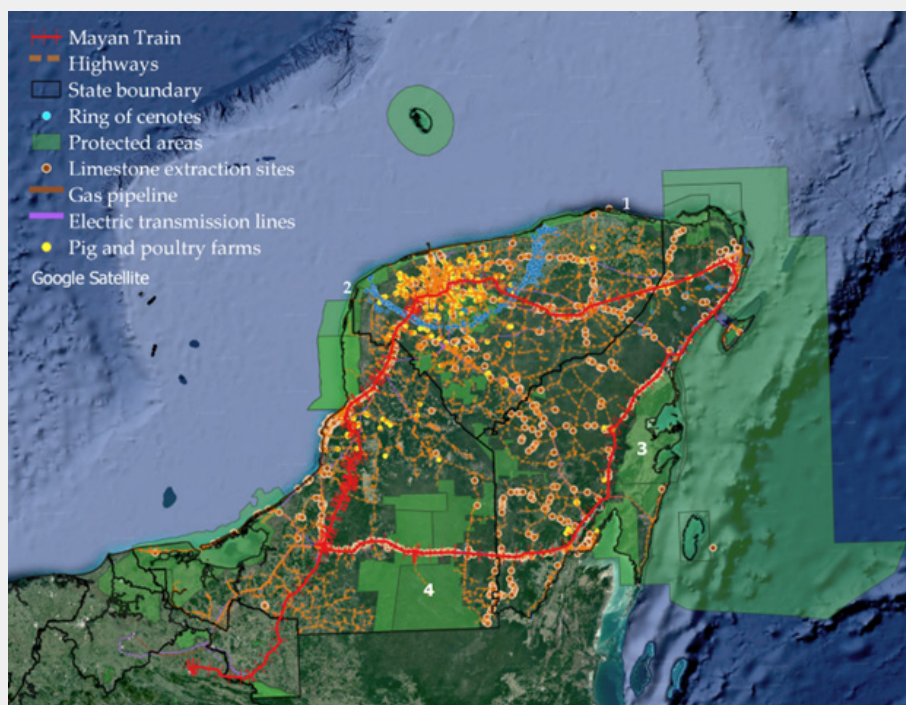 Mayan Train
Highways
State boundary
Ring of cenotes
Protected areas
Limestone extraction sites
Gas pipeline
Electric transmission lines
Pig and poultry farms
Google Satellite
1
2
3
4